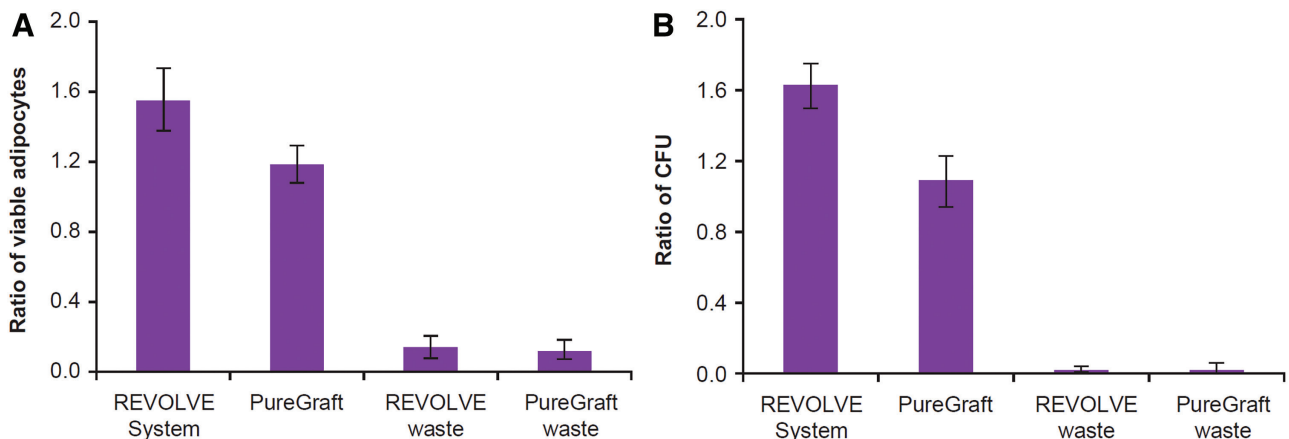 A
Ratio of viable adipocytes
2.0
1.6
1.2
0.8
0.4
0.0
REVOLVE
System
PureGraft
REVOLVE
waste
PureGraft
waste
B
Ratio of CFU
2.0
1.6
1.2
0.8
0.4
0.0
REVOLVE
System
PureGraft
REVOLVE
waste
PureGraft
waste